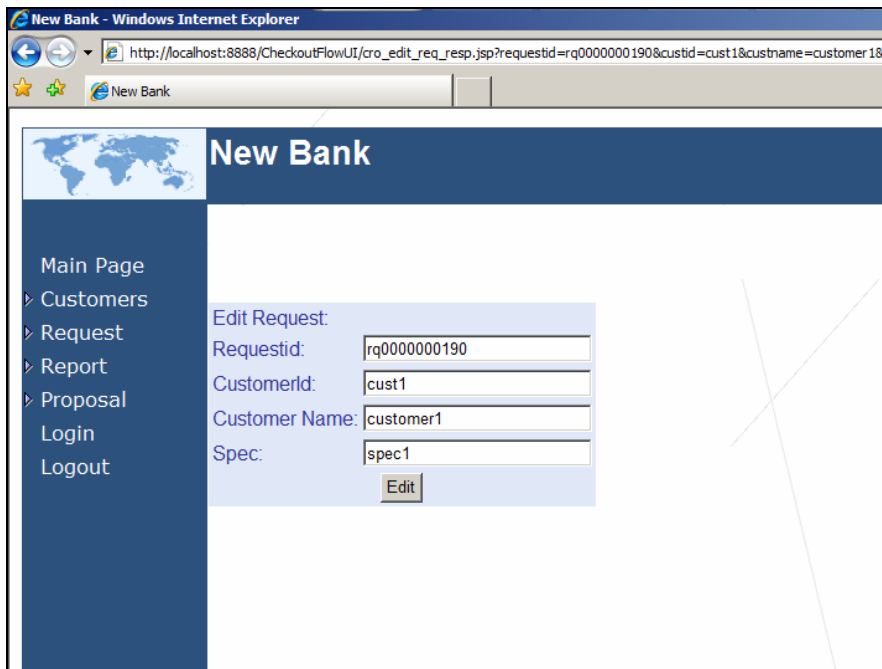 New Bank - Windows Internet Explorer
http://localhost:8888/CheckoutFlowUI/cro_edit_req_resp.jsp?requestid=rq0000000190&custid=cust1&custname=customer1&
New Bank
New Bank
Main Page
Customers
Request
Report
Proposal
Login
Logout
Edit Request:
Requestid: rq0000000190
CustomerId: cust1
Customer Name: customer1
Spec: spec1
Edit